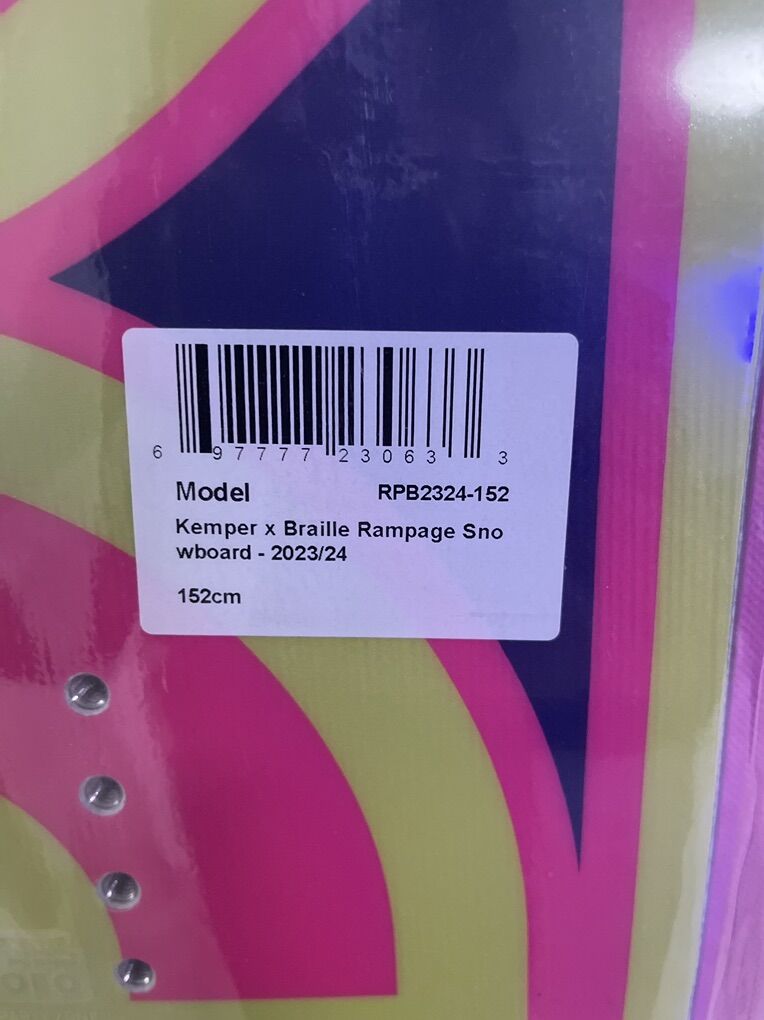 6 97777 23063 3
Model RPB2324-152
Kemper x Braille Rampage Sno
wboard - 2023/24
152cm